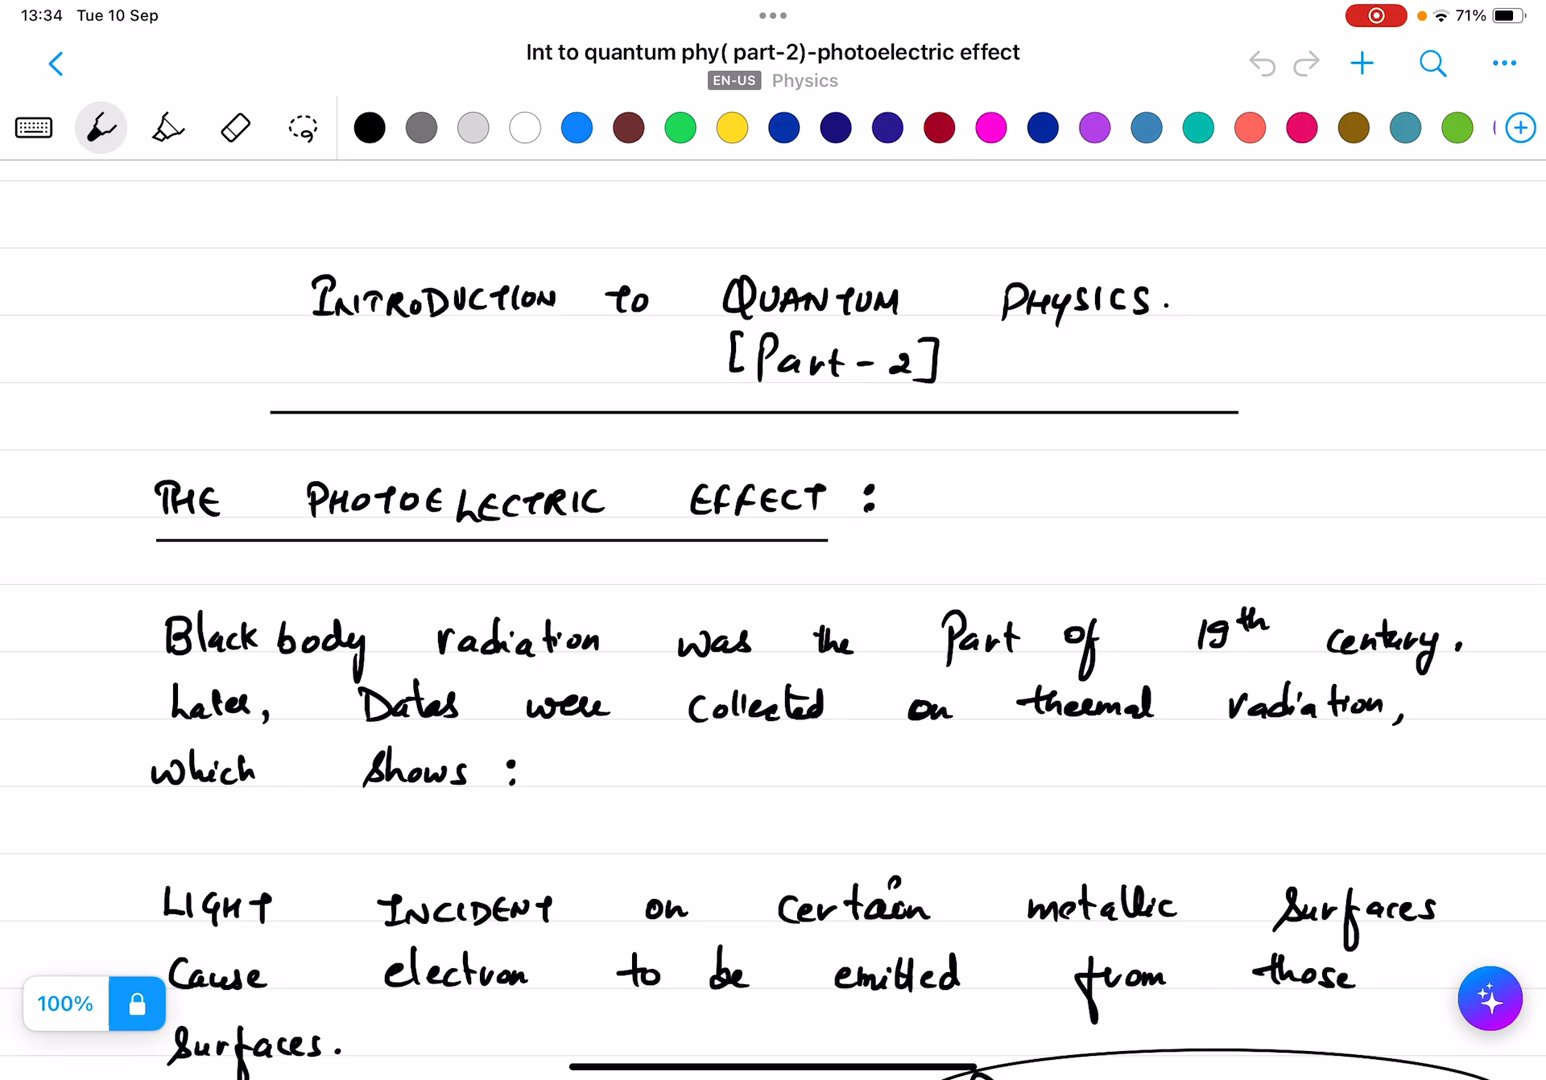 13:34 Tue 10 Sep
71%
Int to quantum phy( part-2)-photoelectric effect
EN-US Physics
INTRODUCTION TO QUANTUM PHYSICS.
[Part-2]
THE PHOTOELECTRIC EFFECT :
Black body radiation was the Part of 19th century.
Later, Datas were collected on thermal radiation,
which shows :
LIGHT INCIDENT on certain metallic surfaces
Cause electron to be emitted from those
100%
surfaces.